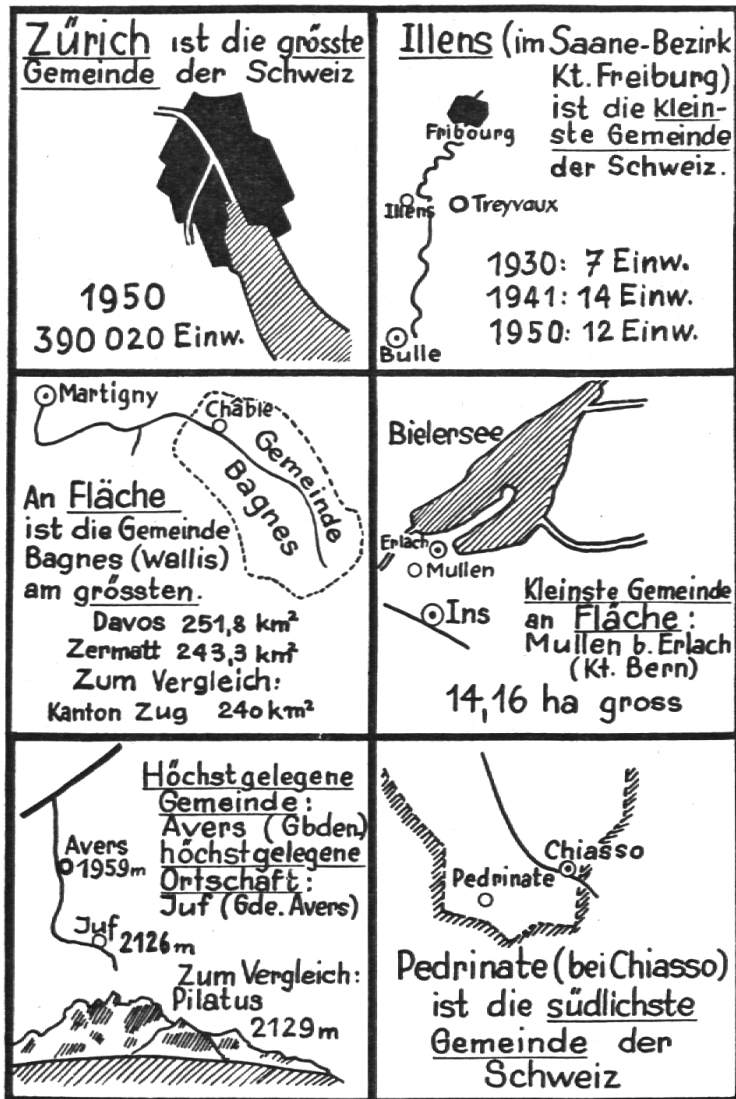 Zürich ist die grösste
Gemeinde der Schweiz
1950
390 020 Einw.
Illens (im Saane-Bezirk
Kt. Freiburg)
ist die klein-
ste Gemeinde
der Schweiz.
Fribourg
Illens
Treyvaux
1930: 7 Einw.
1941: 14 Einw.
1950: 12 Einw.
Bulle
Martigny
Châble
Gemeinde
Bagnes
An Fläche
ist die Gemeinde
Bagnes (Wallis)
am grössten.
Davos 251,8 km²
Zermatt 243,3 km²
Zum Vergleich:
Kanton Zug 240 km²
Bielersee
Erlach
Mullen
Ins
Kleinste Gemeinde
an Fläche:
Mullen b. Erlach
(Kt. Bern)
14,16 ha gross
Höchstgelegene
Gemeinde:
Avers (Gbden)
höchstgelegene
Ortschaft:
Juf (Gde. Avers)
Avers
1959 m
Juf
2126 m
Zum Vergleich:
Pilatus
2129 m
Chiasso
Pedrinate
Pedrinate (bei Chiasso)
ist die südlichste
Gemeinde der
Schweiz